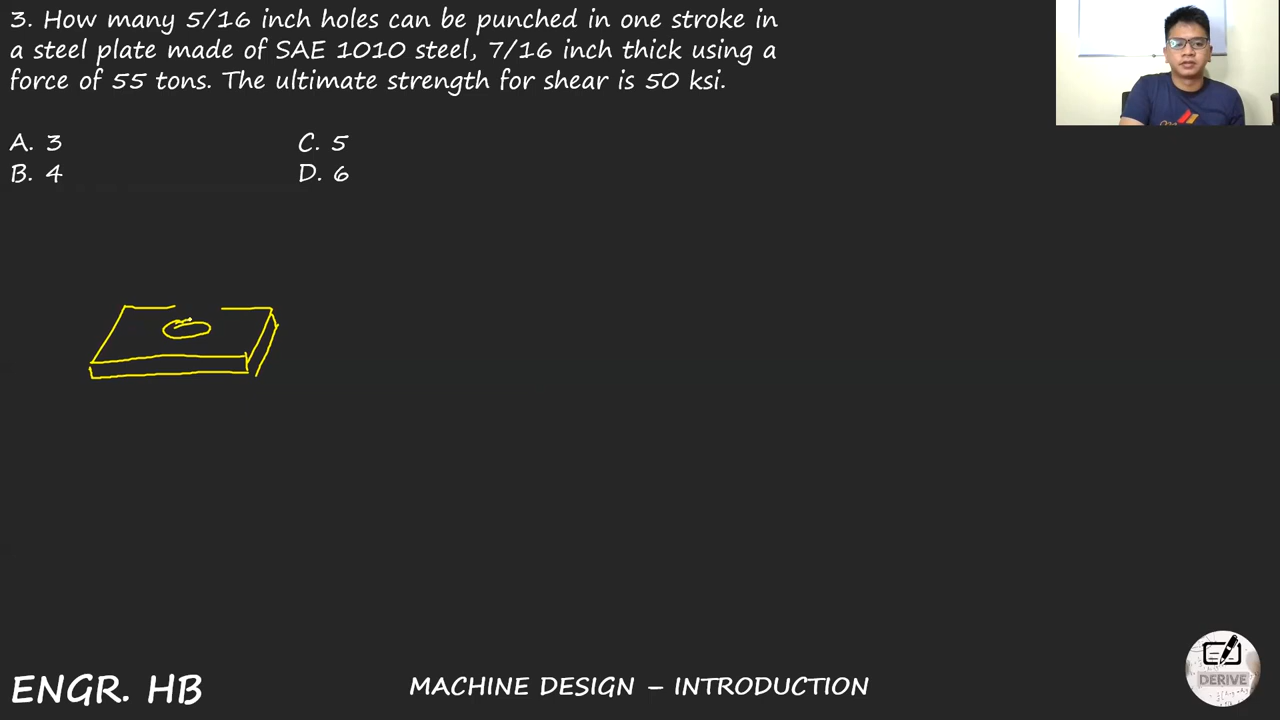 3. How many 5/16 inch holes can be punched in one stroke in
a steel plate made of SAE 1010 steel, 7/16 inch thick using a
force of 55 tons. The ultimate strength for shear is 50 ksi.
A. 3
C. 5
B. 4
D. 6
ENGR. HB
MACHINE DESIGN – INTRODUCTION
DERIVE